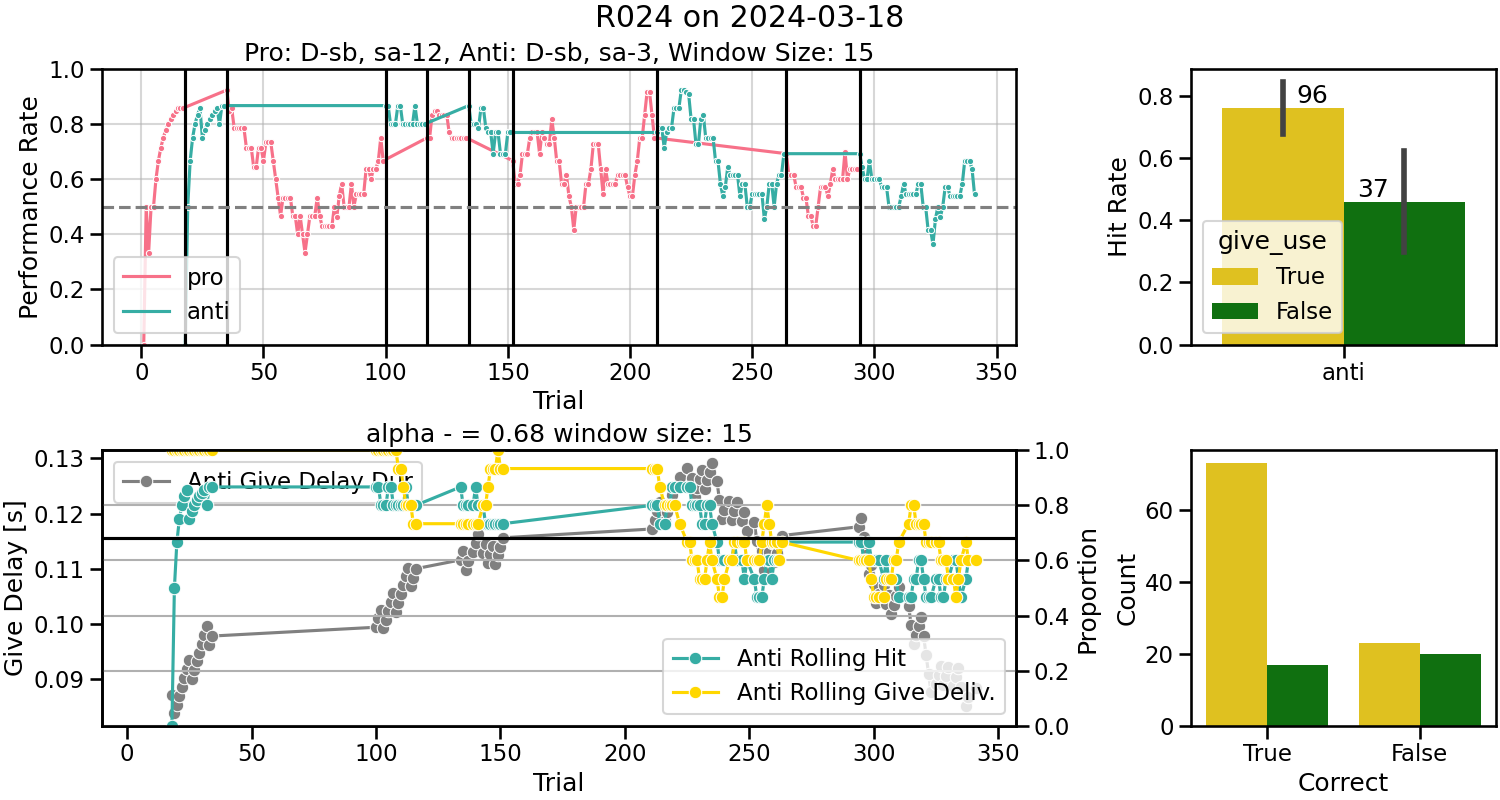 R024 on 2024-03-18
Pro: D-sb, sa-12, Anti: D-sb, sa-3, Window Size: 15
Performance Rate
1.0
0.8
0.6
0.4
0.2
0.0
pro
anti
0 50 100 150 200 250 300 350
Trial
Hit Rate
0.8
0.6
0.4
0.2
0.0
96
37
give_use
True
False
anti
alpha - = 0.68 window size: 15
Give Delay [s]
0.13
0.12
0.11
0.10
0.09
Anti Give Delay Dur
1.0
0.8
0.6
0.4
0.2
0.0
Proportion
Anti Rolling Hit
Anti Rolling Give Deliv.
0 50 100 150 200 250 300 350
Trial
Count
60
40
20
0
True False
Correct